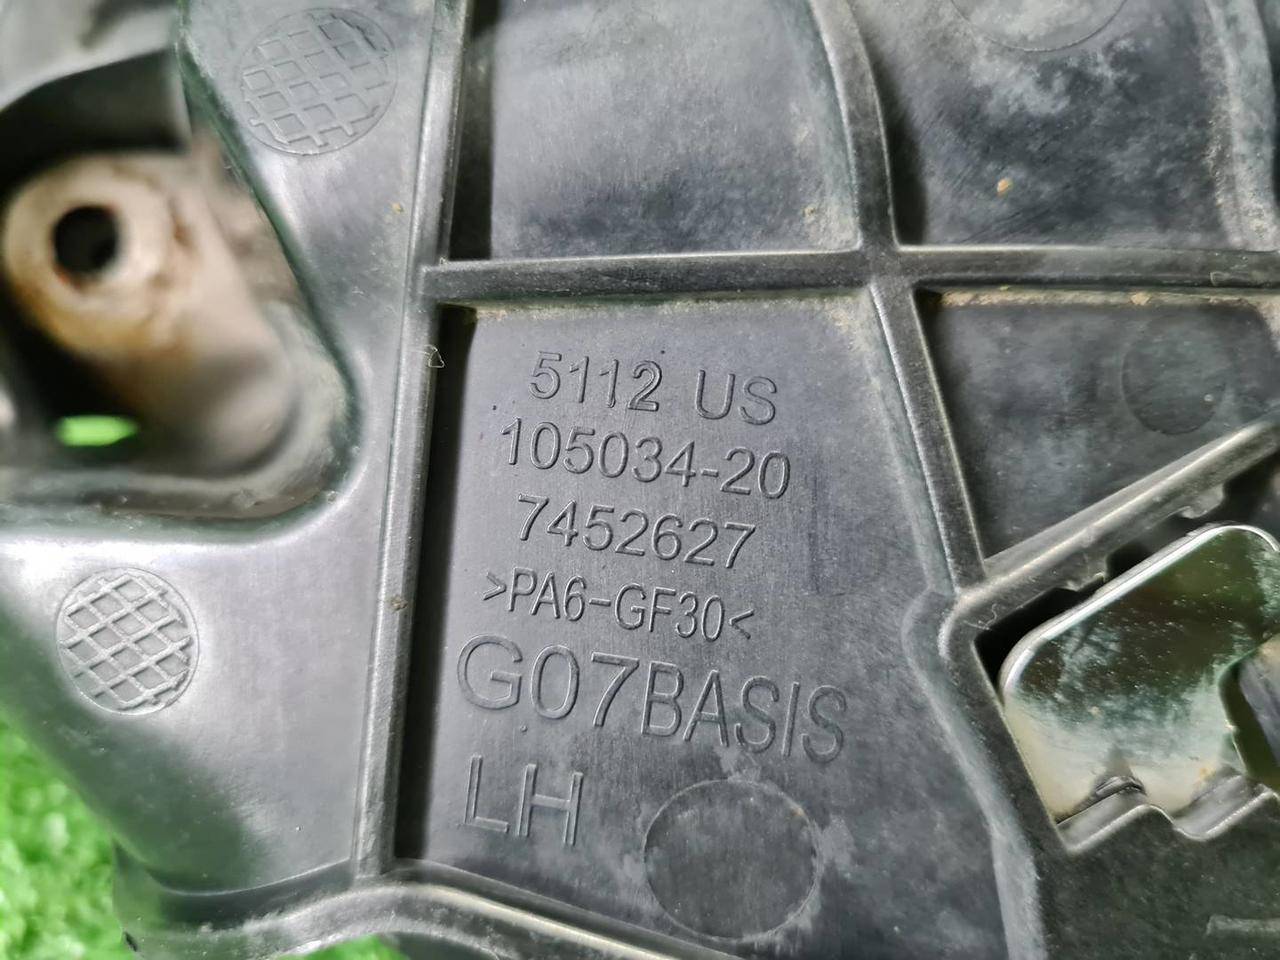 5112 US
105034-20
7452627
>PA6-GF30<
G07BASIS
LH